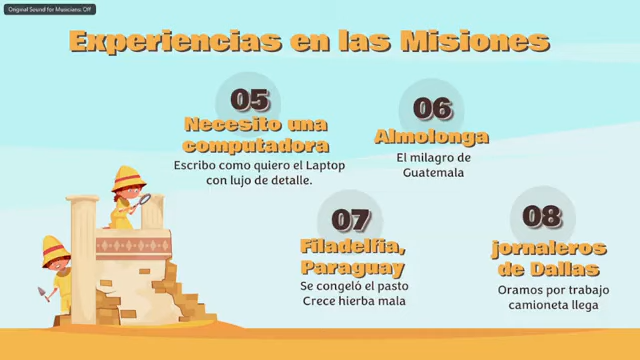 Original Sound for Musicians: Off
Experiencias en las Misiones
05
Necesito una
computadora
Escribo como quiero el Laptop
con lujo de detalle.
06
Almolonga
El milagro de
Guatemala
07
Filadelfia,
Paraguay
Se congeló el pasto
Crece hierba mala
08
jornaleros
de Dallas
Oramos por trabajo
camioneta llega